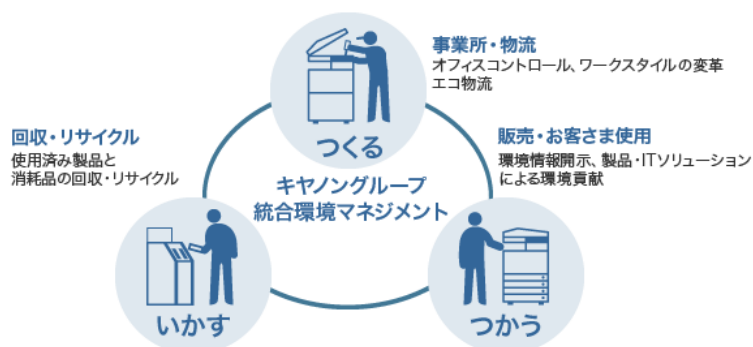 事業所・物流
オフィスコントロール、ワークスタイルの変革
エコ物流
つくる
回収・リサイクル
使用済み製品と
消耗品の回収・リサイクル
販売・お客さま使用
環境情報開示、製品・ITソリューション
による環境貢献
キヤノングループ
統合環境マネジメント
いかす
つかう